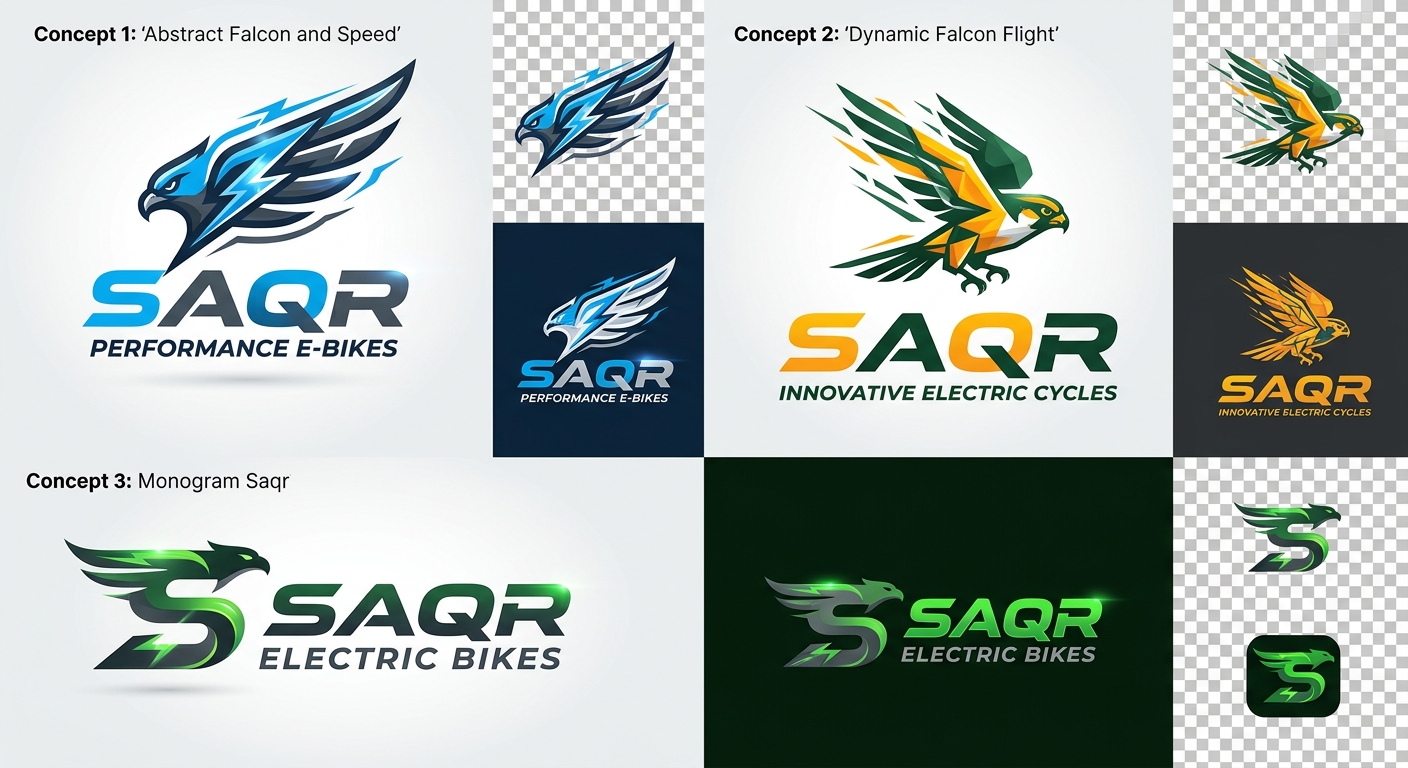 Concept 1: ‘Abstract Falcon and Speed’
SAQR
PERFORMANCE E-BIKES
SAQR
PERFORMANCE E-BIKES
Concept 2: ‘Dynamic Falcon Flight’
SAQR
INNOVATIVE ELECTRIC CYCLES
SAQR
INNOVATIVE ELECTRIC CYCLES
Concept 3: Monogram Saqr
S SAQR
ELECTRIC BIKES
S SAQR
ELECTRIC BIKES
S
S